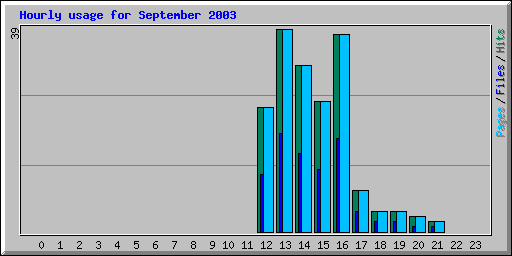 Hourly usage for September 2003
39
Pages/Files/Hits
0 1 2 3 4 5 6 7 8 9 10 11 12 13 14 15 16 17 18 19 20 21 22 23